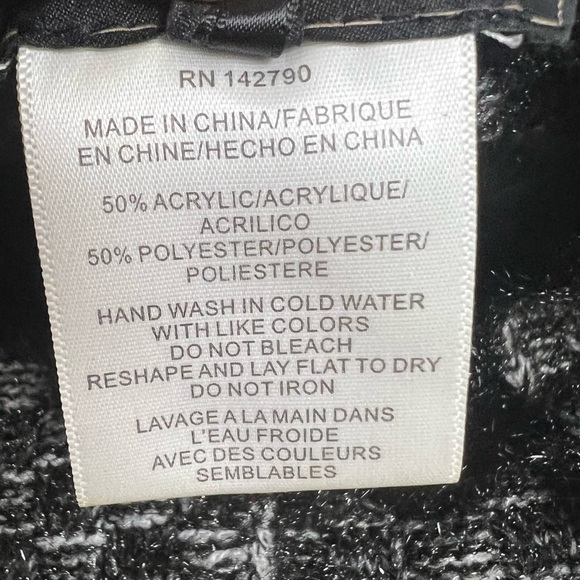 RN 142790
MADE IN CHINA/FABRIQUE
EN CHINE/HECHO EN CHINA
50% ACRYLIC/ACRYLIQUE/
ACRILICO
50% POLYESTER/POLYESTER/
POLIESTERE
HAND WASH IN COLD WATER
WITH LIKE COLORS
DO NOT BLEACH
RESHAPE AND LAY FLAT TO DRY
DO NOT IRON
LAVAGE A LA MAIN DANS
L'EAU FROIDE
AVEC DES COULEURS
SEMBLABLES